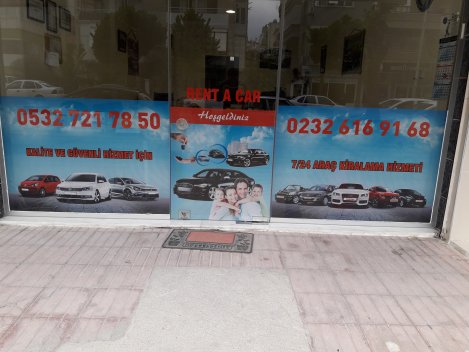 RENT A CAR
Hoşgeldiniz
0532 721 78 50
KALİTE VE GÜVENLİ HİZMET İÇİN
0232 616 91 68
7/24 ARAÇ KİRALAMA HİZMETİ